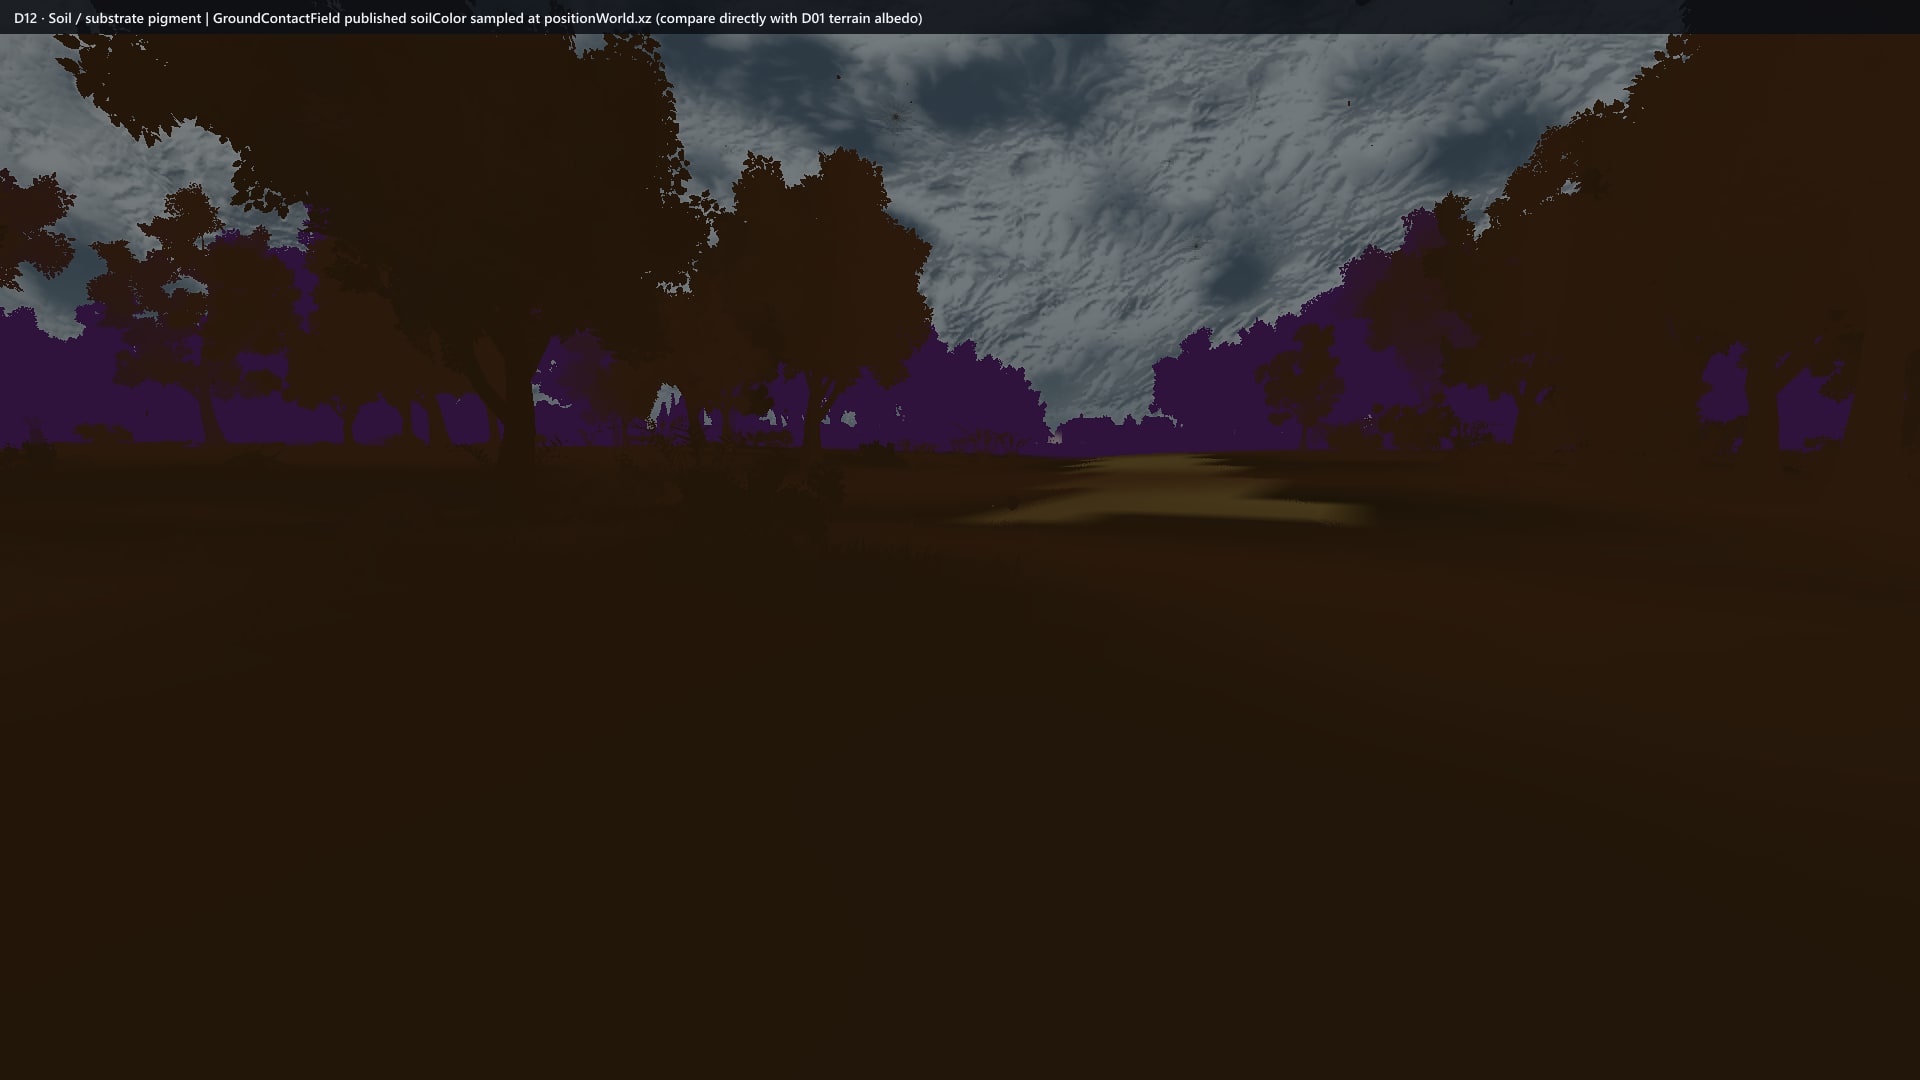 D12 · Soil / substrate pigment | GroundContactField published soilColor sampled at positionWorld.xz (compare directly with D01 terrain albedo)